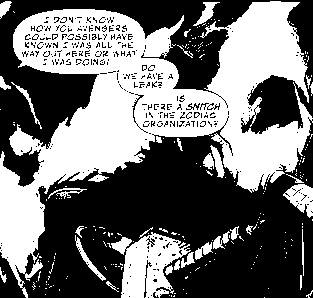 I DON'T KNOW
HOW YOU AVENGERS
COULD POSSIBLY HAVE
KNOWN I WAS ALL THE
WAY OUT HERE OR WHAT
I WAS DOING!
DO
WE HAVE A
LEAK?
IS
THERE A SNITCH
IN THE ZODIAC
ORGANIZATION?